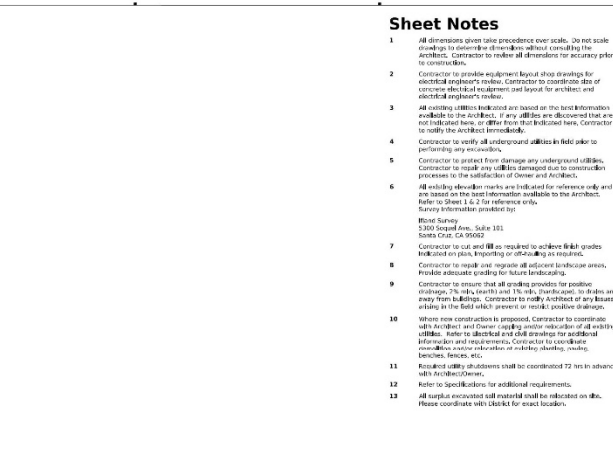 Sheet Notes
1 All dimensions given take precedence over scale. Do not scale
drawings to determine dimensions without consulting the
Architect. Contractor to review all dimensions for accuracy prior
to construction.
2 Contractor to provide equipment layout shop drawings for
electrical engineer's review. Contractor to coordinate size of
concrete electrical equipment pad layout for architect and
electrical engineer's review.
3 All existing utilities indicated are based on the best information
available to the Architect. If any utilities are discovered that are
not indicated here, or differ from that indicated here, Contractor
to notify the Architect immediately.
4 Contractor to verify all underground utilities in field prior to
performing any excavation.
5 Contractor to protect from damage any underground utilities.
Contractor to repair any utilities damaged due to construction
processes to the satisfaction of Owner and Architect.
6 All existing elevation marks are indicated for reference only and
are based on the best information available to the Architect.
Refer to Sheet 1 & 2 for reference only.
Survey information provided by:
Ifland Survey
5300 Soquel Ave., Suite 101
Santa Cruz, CA 95062
7 Contractor to cut and fill as required to achieve finish grades
indicated on plan, importing or off-hauling as required.
8 Contractor to repair and regrade all adjacent landscape areas.
Provide adequate grading for future landscaping.
9 Contractor to ensure that all grading provides for positive
drainage, 2% min. (earth) and 1% min. (hardscape), to drains an
away from buildings. Contractor to notify Architect of any issues
arising in the field which prevent or restrict positive drainage.
10 Where new construction is proposed, Contractor to coordinate
with Architect and Owner capping and/or relocation of all existin
utilities. Refer to Electrical and civil drawings for additional
information and requirements. Contractor to coordinate
demolition and/or relocation of existing planting, paving,
benches, fences, etc.
11 Required utility shutdowns shall be coordinated 72 hrs in advanc
with Architect/Owner.
12 Refer to Specifications for additional requirements.
13 All surplus excavated soil material shall be relocated on site.
Please coordinate with District for exact location.